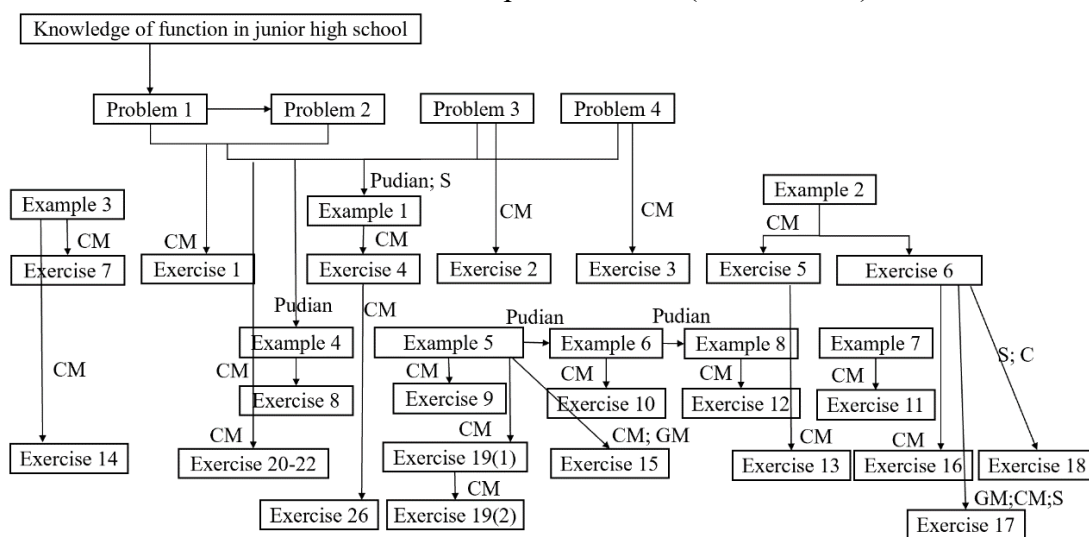 Knowledge of function in junior high school
Problem 1
Problem 2
Problem 3
Problem 4
Pudian; S
Example 2
Example 3
Example 1
CM
CM
CM
CM
CM
CM
CM
Exercise 7
Exercise 1
Exercise 4
Exercise 2
Exercise 3
Exercise 5
Exercise 6
CM
Pudian
Pudian
Pudian
Example 4
Example 5
Example 6
Example 8
Example 7
S; C
CM
CM
CM
CM
CM
CM
Exercise 8
Exercise 9
Exercise 10
Exercise 12
Exercise 11
CM
CM
CM; GM
CM
CM
Exercise 14
Exercise 20-22
Exercise 19(1)
Exercise 15
Exercise 13
Exercise 16
Exercise 18
CM
GM;CM;S
Exercise 26
Exercise 19(2)
Exercise 17